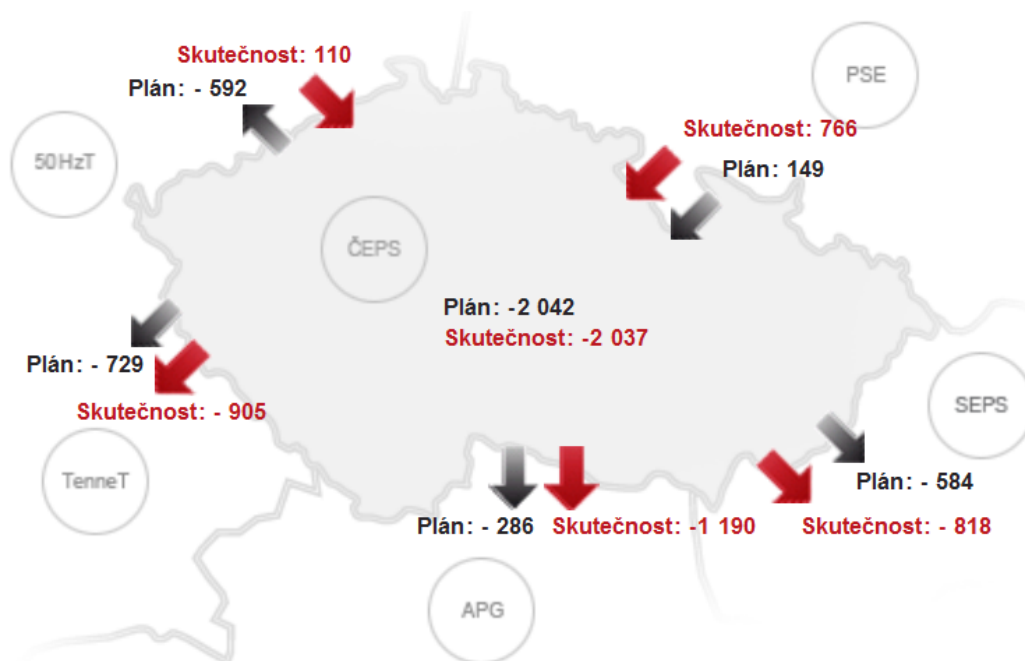 Skutečnost: 110
Plán: - 592
PSE
Skutečnost: 766
50HzT
Plán: 149
ČEPS
Plán: -2 042
Skutečnost: -2 037
Plán: - 729
Skutečnost: - 905
SEPS
TenneT
Plán: - 584
Plán: - 286
Skutečnost: -1 190
Skutečnost: - 818
APG